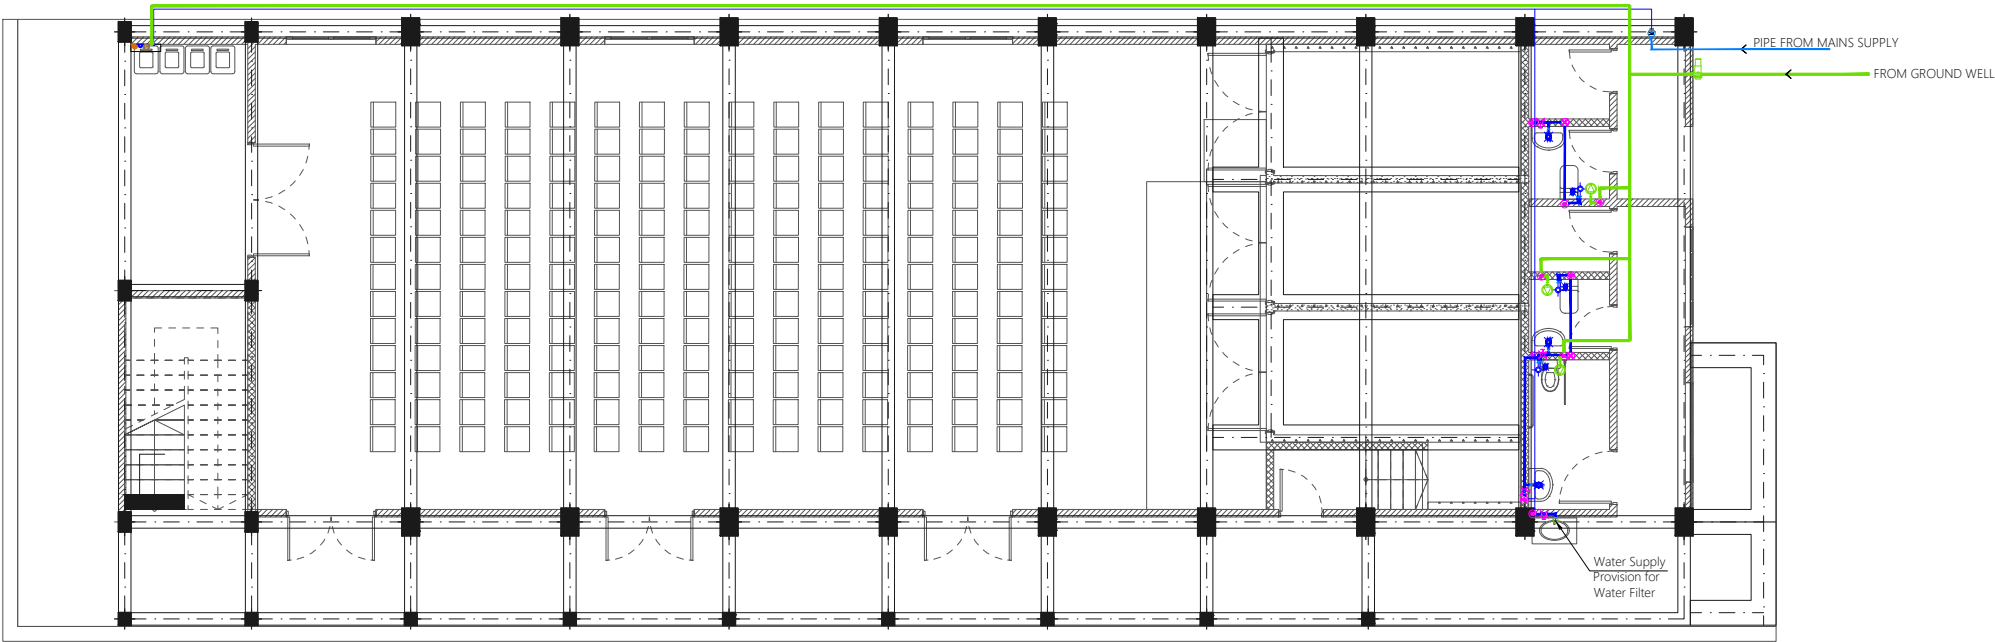 PIPE FROM MAINS SUPPLY
FROM GROUND WELL
Water Supply
Provision for
Water Filter